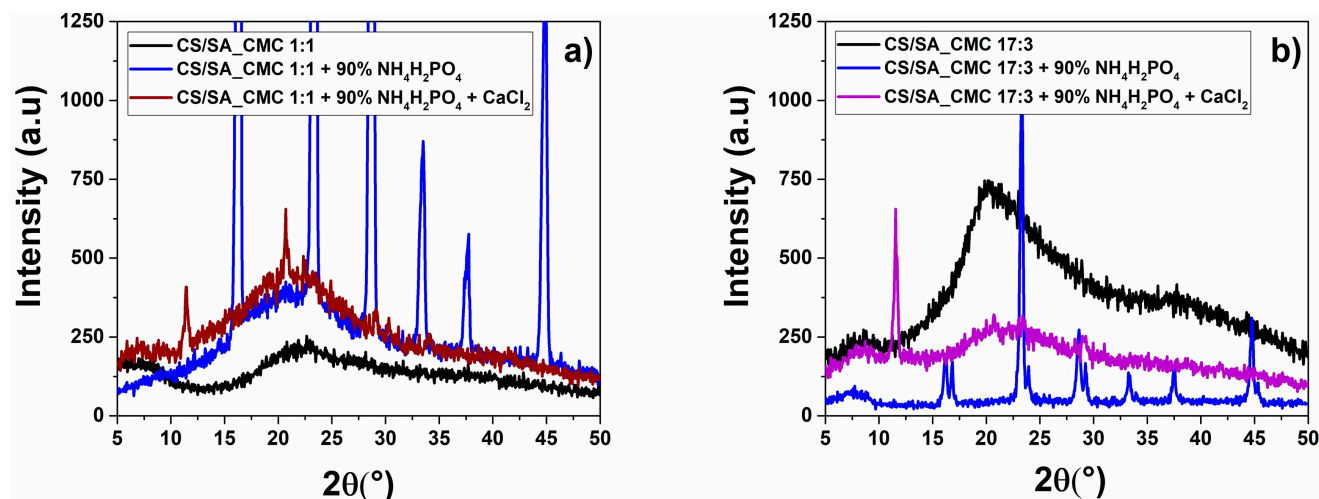 1250
1000
750
500
250
0
Intensity (a.u)
CS/SA_CMC 1:1
CS/SA_CMC 1:1 + 90% NH₄H₂PO₄
CS/SA_CMC 1:1 + 90% NH₄H₂PO₄ + CaCl₂
a)
5 10 15 20 25 30 35 40 45 50
2θ(°)
1250
1000
750
500
250
0
Intensity (a.u)
CS/SA_CMC 17:3
CS/SA_CMC 17:3 + 90% NH₄H₂PO₄
CS/SA_CMC 17:3 + 90% NH₄H₂PO₄ + CaCl₂
b)
5 10 15 20 25 30 35 40 45 50
2θ(°)